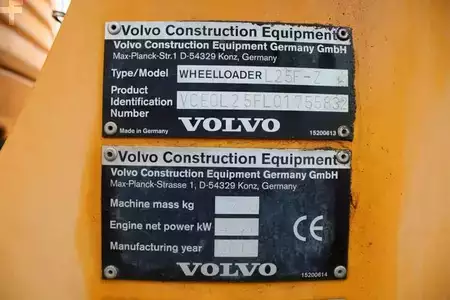 Volvo Construction Equipment
Volvo Construction Equipment Germany GmbH
Max-Planck-Str.1 D-54329 Konz, Germany
Type/Model WHEELLOADER L25F-Z
Product
Identification
Number
Made in Germany VOLVO 15200613
Volvo Construction Equipment
Volvo Construction Equipment Germany GmbH
Max-Planck-Strasse 1, D-54329 Konz, Germany
Machine mass kg
Engine net power kW
Manufacturing year
CE
VOLVO 15200614